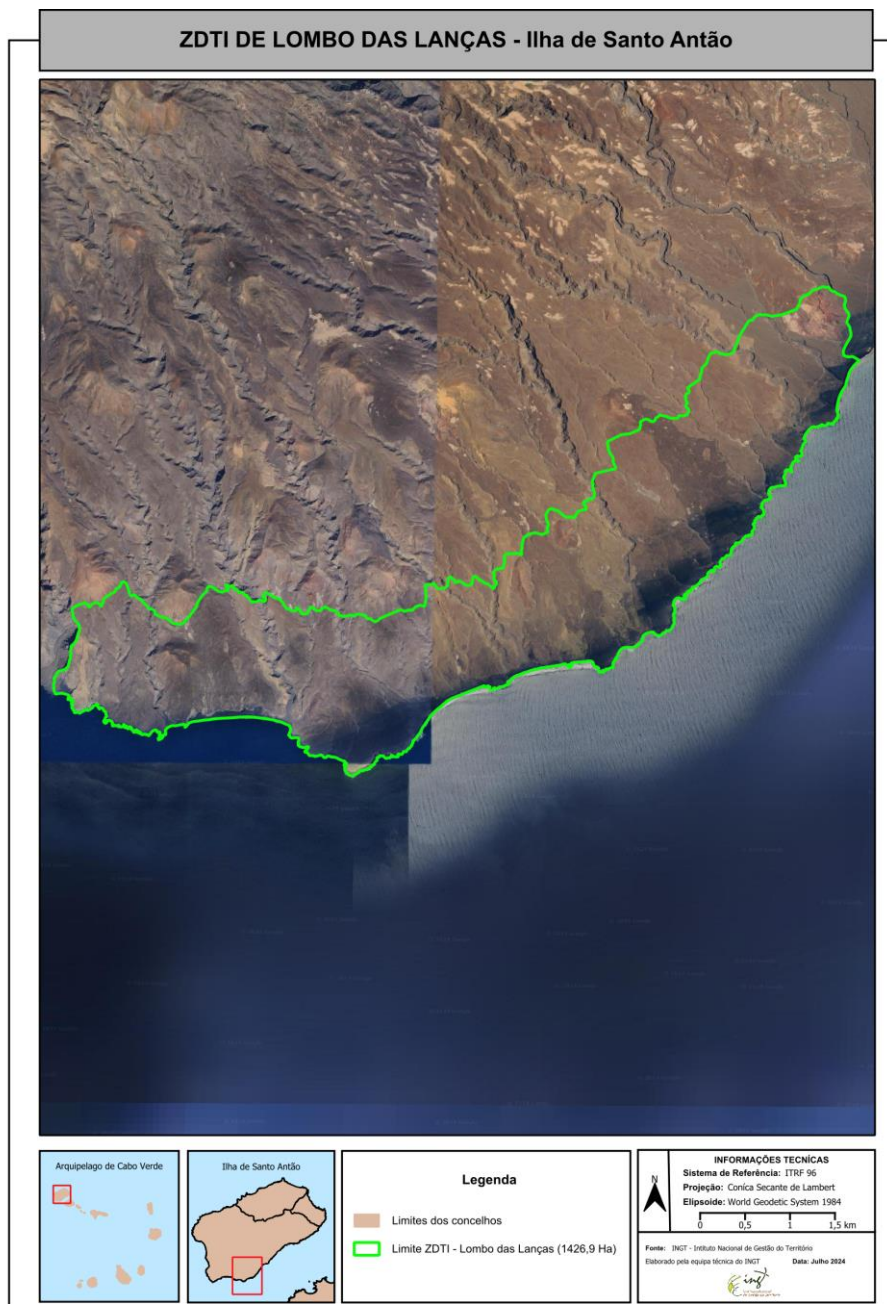 ZDTI DE LOMBO DAS LANÇAS - Ilha de Santo Antão
Arquipelago de Cabo Verde
Ilha de Santo Antão
Legenda
Limites dos concelhos
Limite ZDTI - Lombo das Lanças (1426,9 Ha)
N
INFORMAÇÕES TECNÍCAS
Sistema de Referência: ITRF 96
Projeção: Coníca Secante de Lambert
Elipsoide: World Geodetic System 1984
0 0,5 1 1,5 km
Fonte: INGT - Intituto Nacional de Gestão do Território
Elaborado pela equipa técnica do INGT Data: Julho 2024
ingt